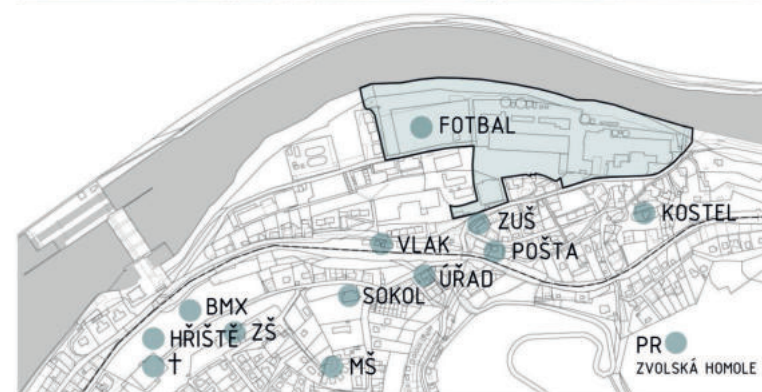 FOTBAL
KOSTEL
ZUŠ
VLAK
POŠTA
ÚŘAD
SOKOL
BMX
ZŠ
HŘIŠTĚ
†
MŠ
PR
ZVOLSKÁ HOMOLE